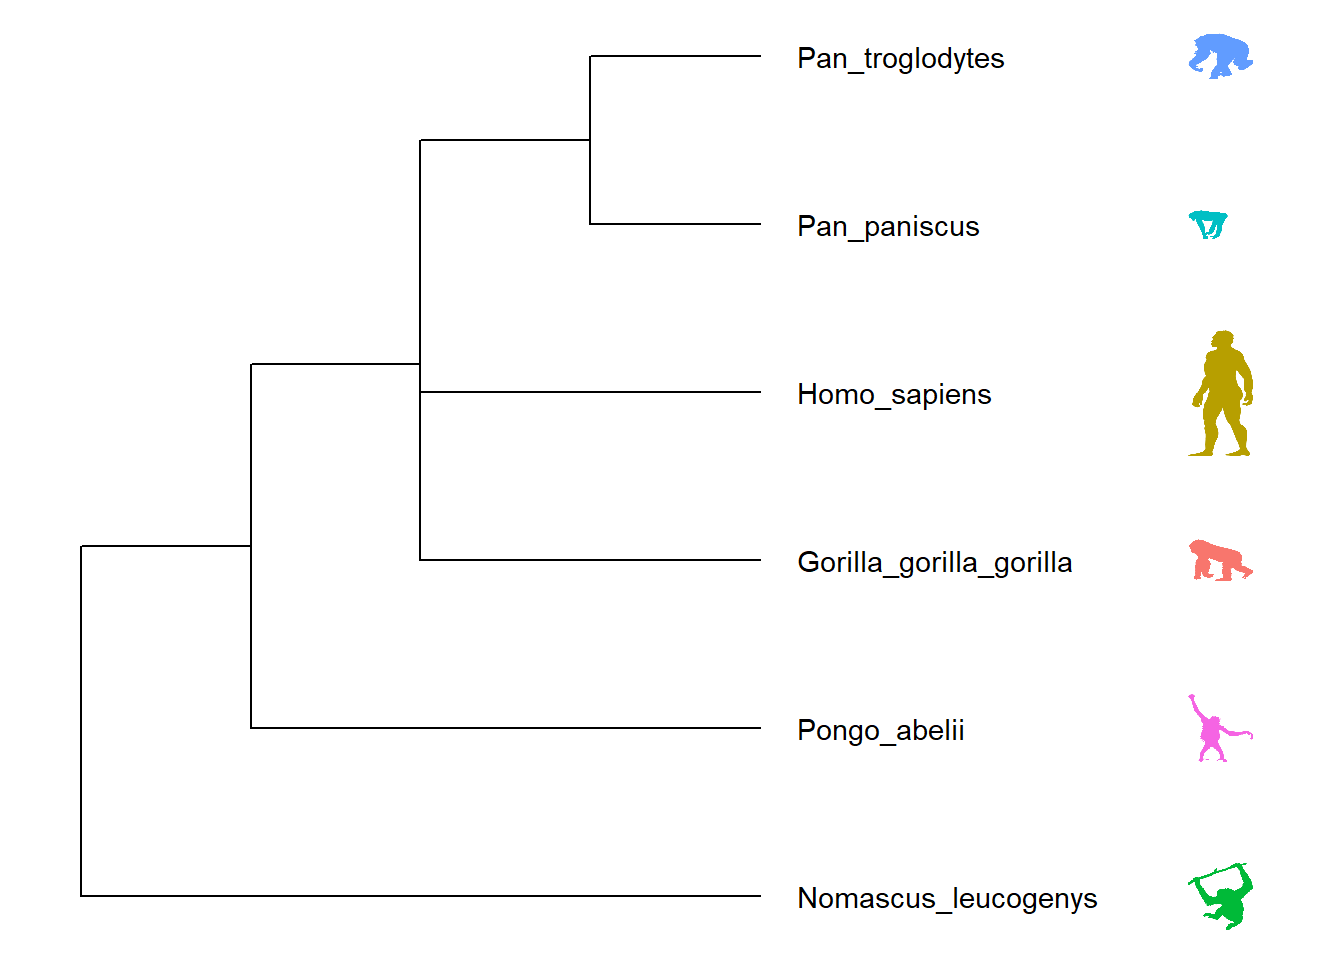 Pan_troglodytes
Pan_paniscus
Homo_sapiens
Gorilla_gorilla_gorilla
Pongo_abelii
Nomascus_leucogenys